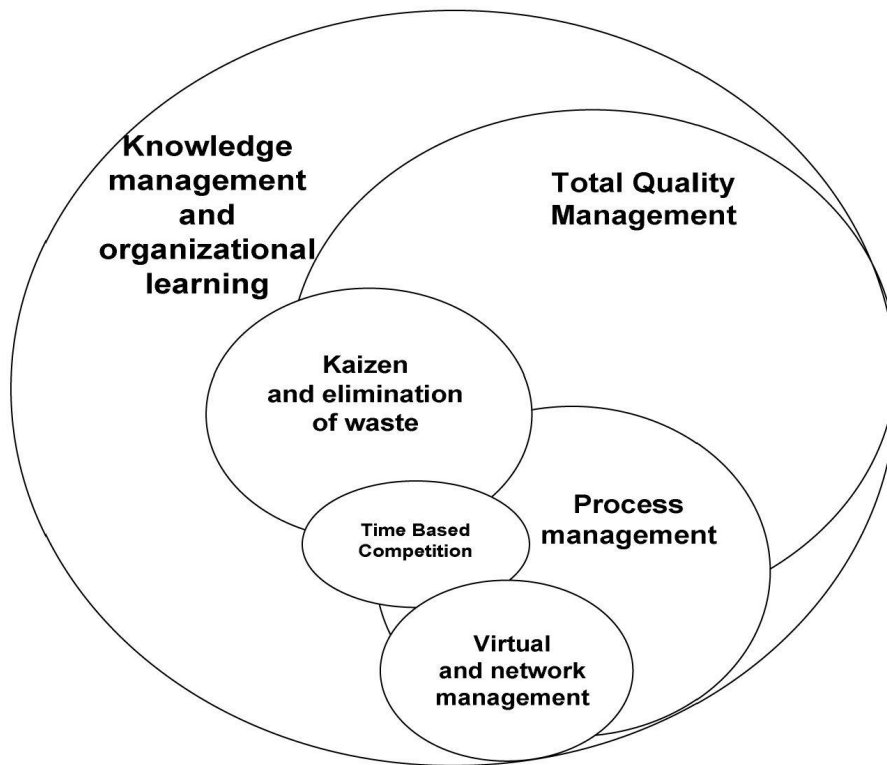 Knowledge
management
and
organizational
learning
Total Quality
Management
Kaizen
and elimination
of waste
Process
management
Time Based
Competition
Virtual
and network
management